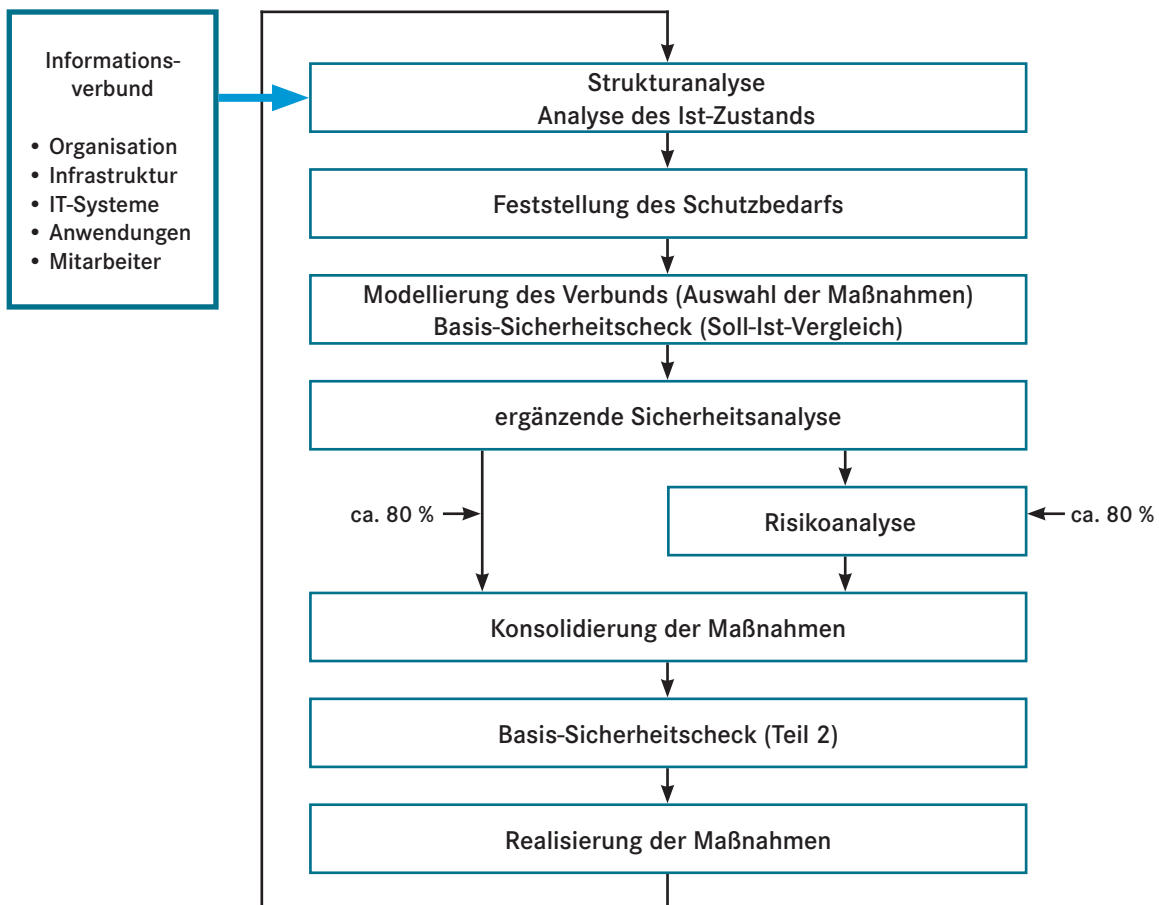 Informations-
verbund
• Organisation
• Infrastruktur
• IT-Systeme
• Anwendungen
• Mitarbeiter
Strukturanalyse
Analyse des Ist-Zustands
Feststellung des Schutzbedarfs
Modellierung des Verbunds (Auswahl der Maßnahmen)
Basis-Sicherheitscheck (Soll-Ist-Vergleich)
ergänzende Sicherheitsanalyse
ca. 80 %
Risikoanalyse
ca. 80 %
Konsolidierung der Maßnahmen
Basis-Sicherheitscheck (Teil 2)
Realisierung der Maßnahmen